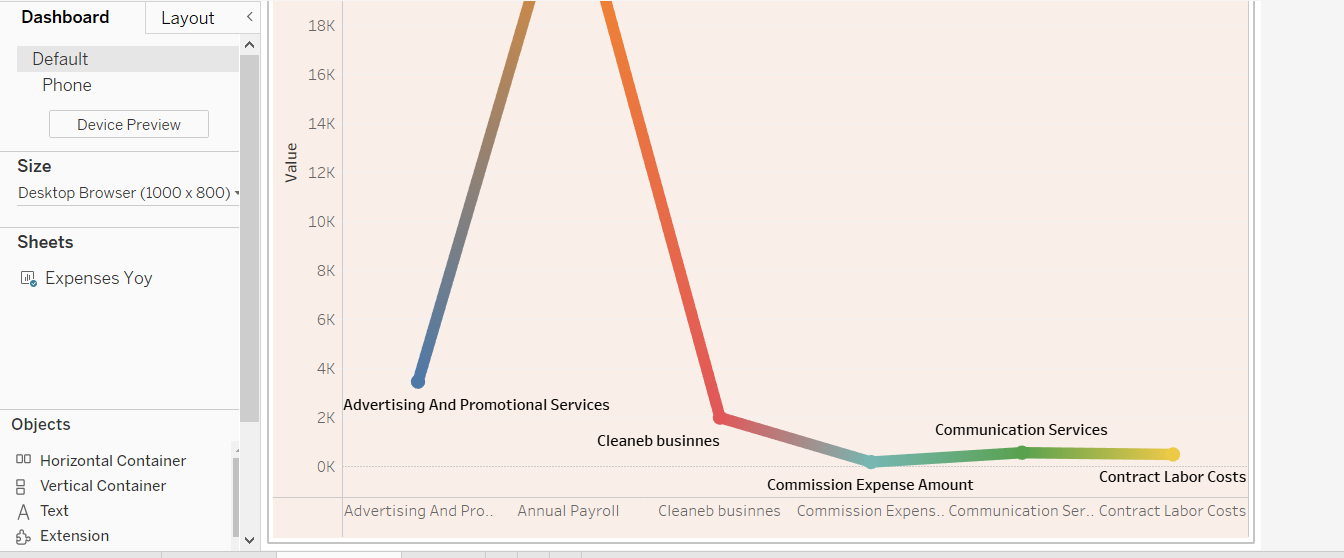 Dashboard
Layout
Default
Phone
Device Preview
Size
Desktop Browser (1000 x 800)
Sheets
Expenses Yoy
Objects
Horizontal Container
Vertical Container
Text
Extension
Value
18K
16K
14K
12K
10K
8K
6K
4K
2K
0K
Advertising And Promotional Services
Cleaneb businnes
Commission Expense Amount
Communication Services
Contract Labor Costs
Advertising And Pro..
Annual Payroll
Cleaneb businnes
Commission Expens..
Communication Ser..
Contract Labor Costs